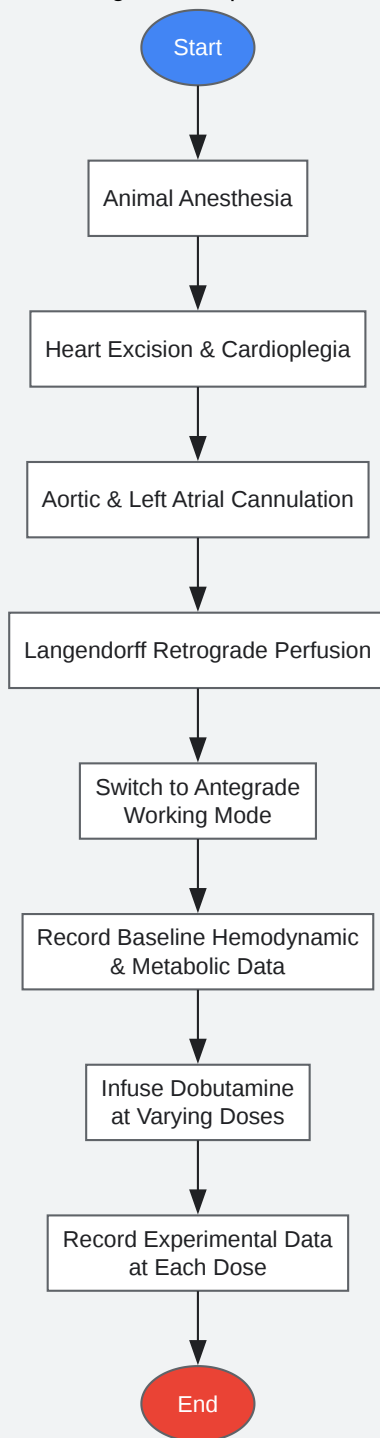 Start
Animal Anesthesia
Heart Excision & Cardioplegia
Aortic & Left Atrial Cannulation
Langendorff Retrograde Perfusion
Switch to Antegrade
Working Mode
Record Baseline Hemodynamic
& Metabolic Data
Infuse Dobutamine
at Varying Doses
Record Experimental Data
at Each Dose
End